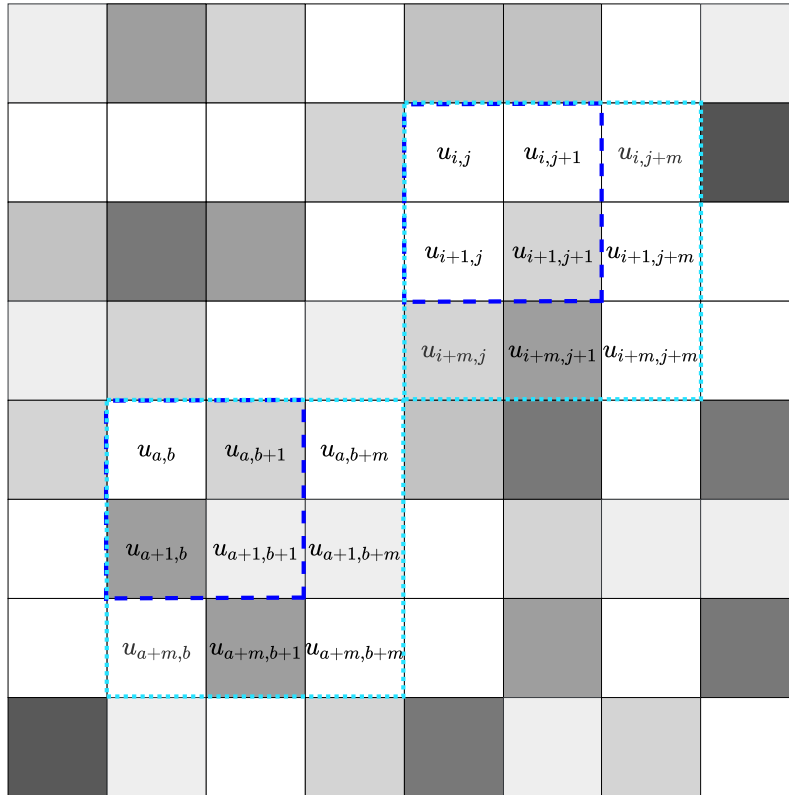 u_{i,j} u_{i,j+1} u_{i,j+m}
u_{i+1,j} u_{i+1,j+1} u_{i+1,j+m}
u_{i+m,j} u_{i+m,j+1} u_{i+m,j+m}
u_{a,b} u_{a,b+1} u_{a,b+m}
u_{a+1,b} u_{a+1,b+1} u_{a+1,b+m}
u_{a+m,b} u_{a+m,b+1} u_{a+m,b+m}